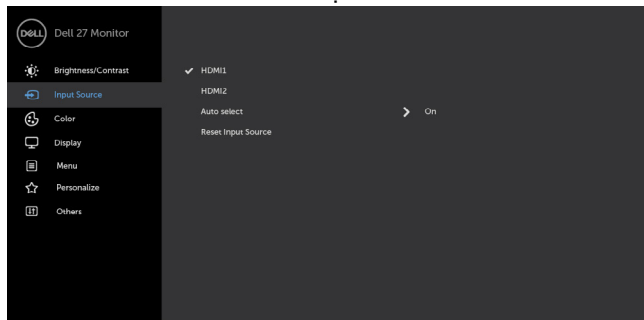 DELL Dell 27 Monitor
Brightness/Contrast
HDMI1
Input Source
HDMI2
Color
Auto select
On
Display
Reset Input Source
Menu
Personalize
Others